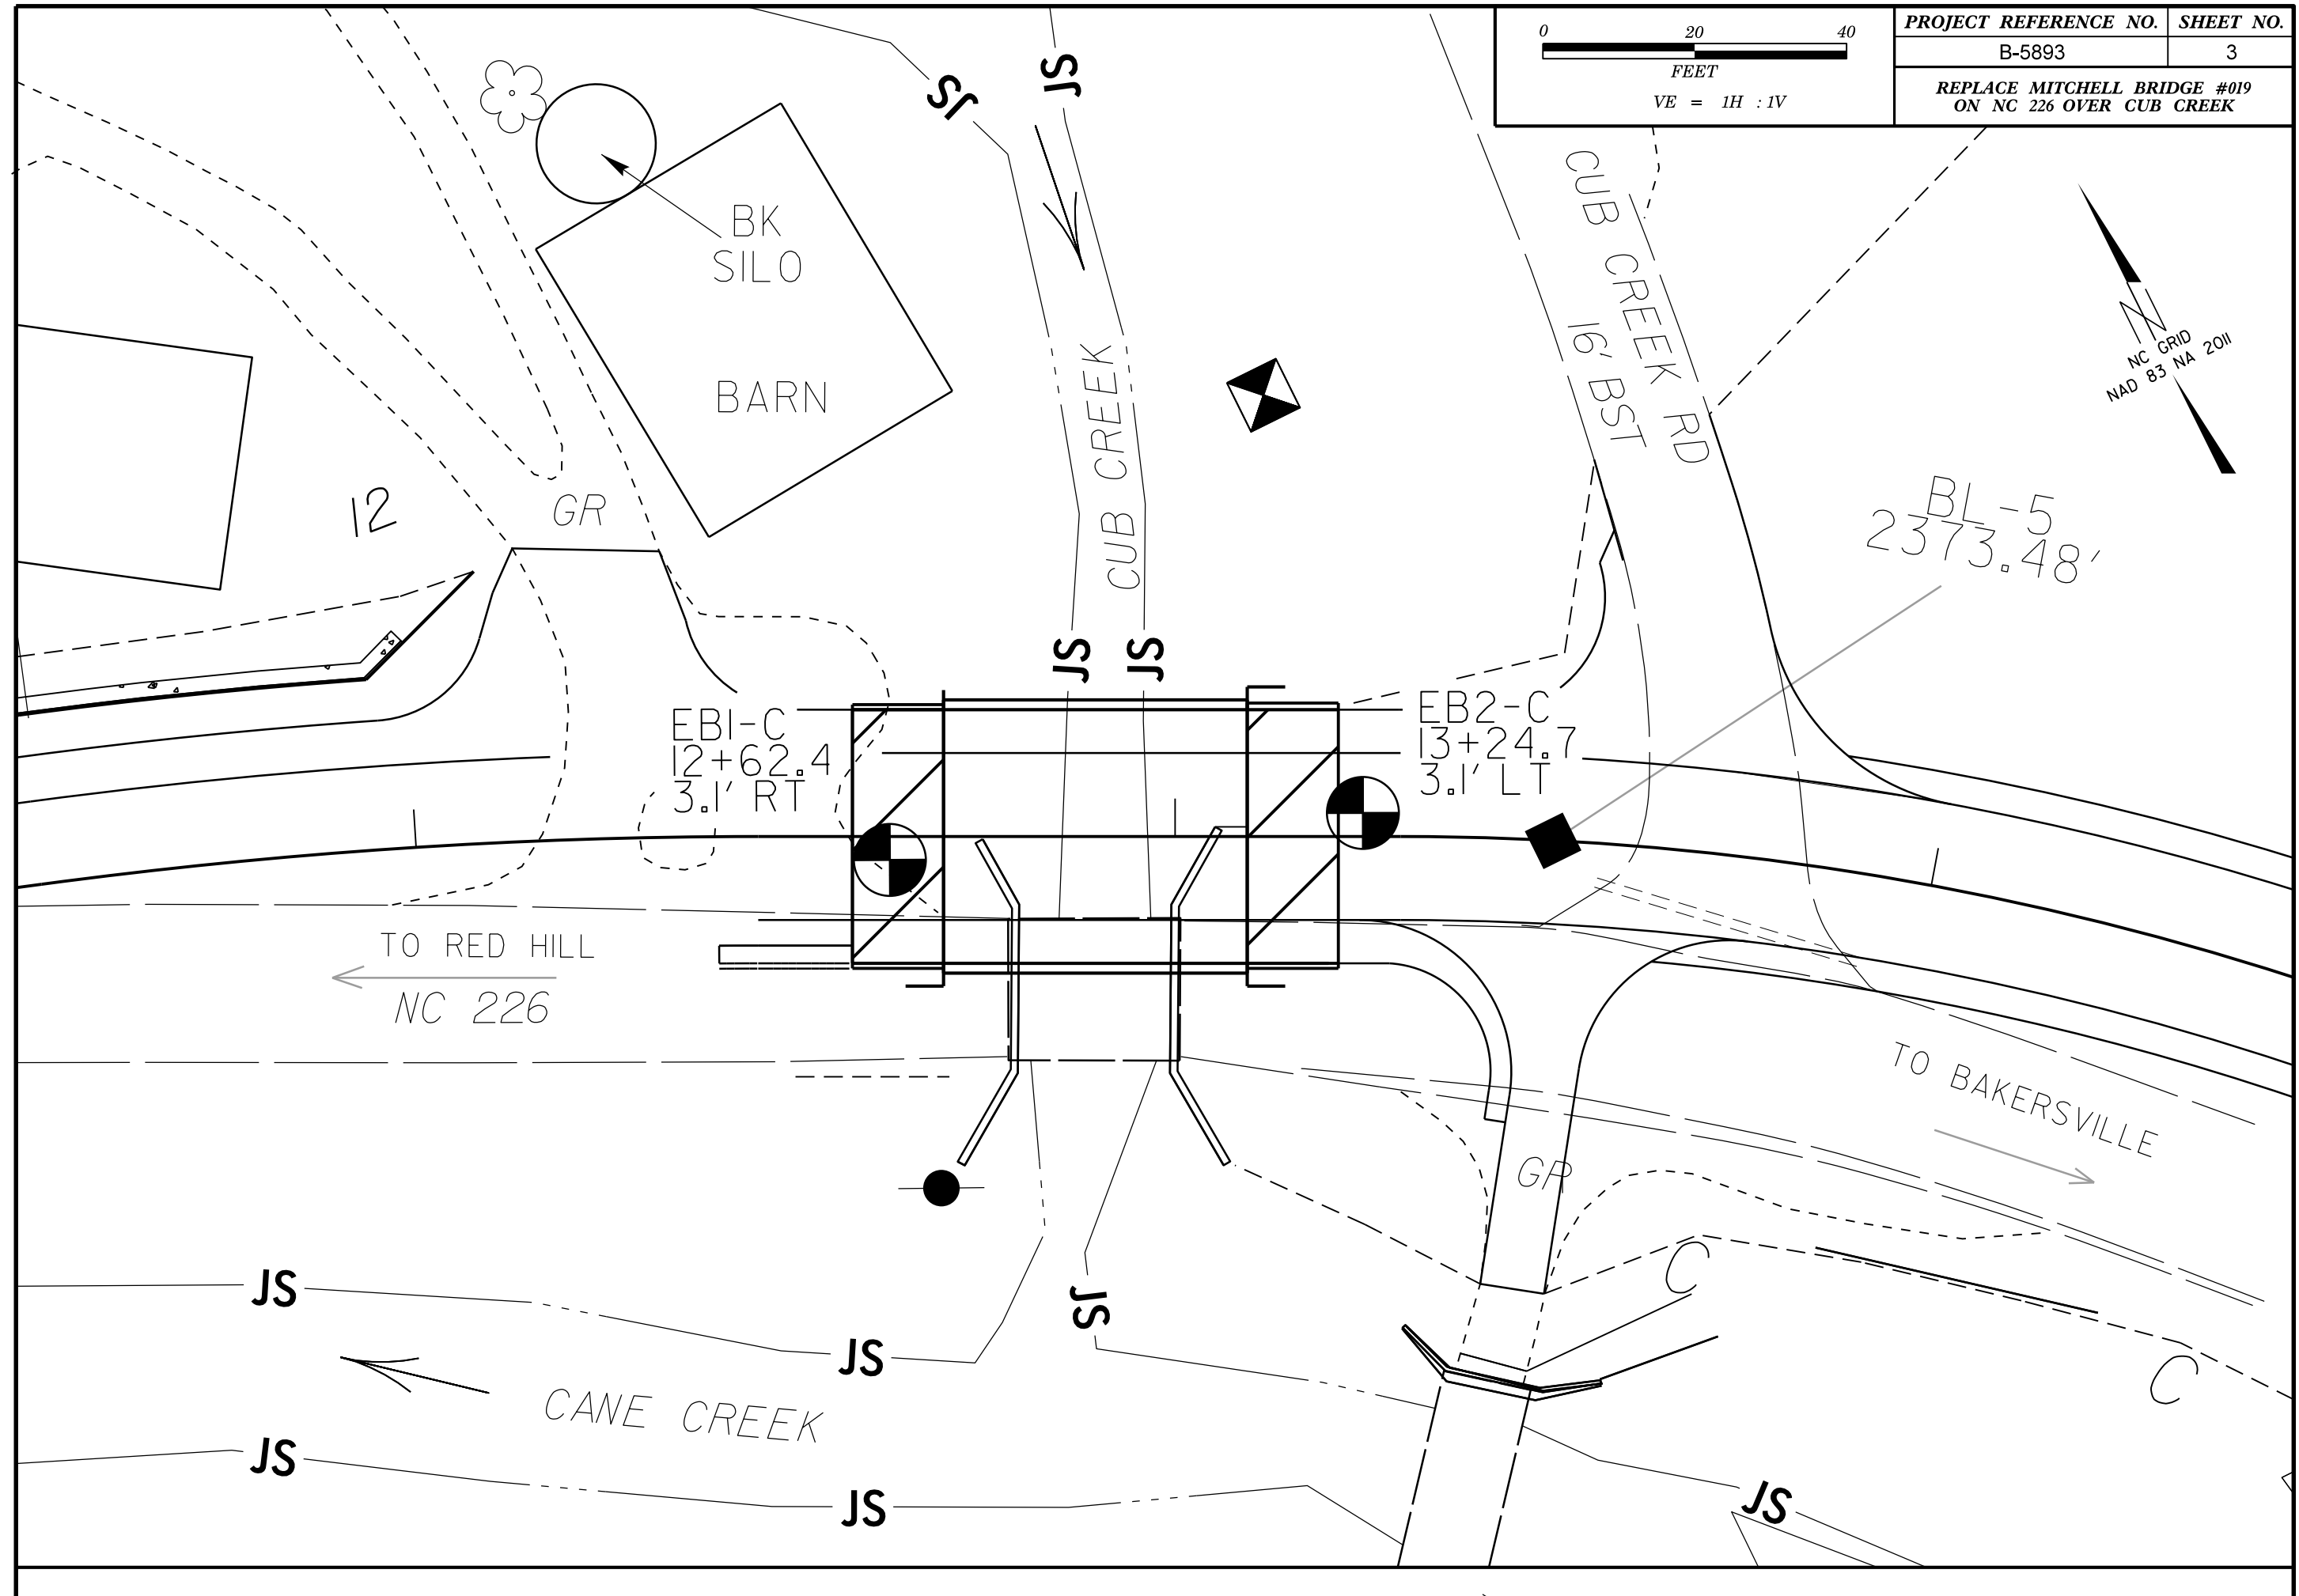 0 20 40
FEET
VE = 1H : 1V
PROJECT REFERENCE NO.
SHEET NO.
B-5893
3
REPLACE MITCHELL BRIDGE #019
ON NC 226 OVER CUB CREEK
JS
JS
BK
SILO
BARN
CUB CREEK
CUB CREEK RD
16' BST
NC GRID
NAD 83 NA 2011
12
GR
BL -5
2373.48'
JS
JS
EB1-C
12+62.4
3.1' RT
EB2-C
13+24.7
3.1' LT
TO RED HILL
NC 226
TO BAKERSVILLE
GR
C
C
JS
JS
JS
CANE CREEK
JS
JS
JS